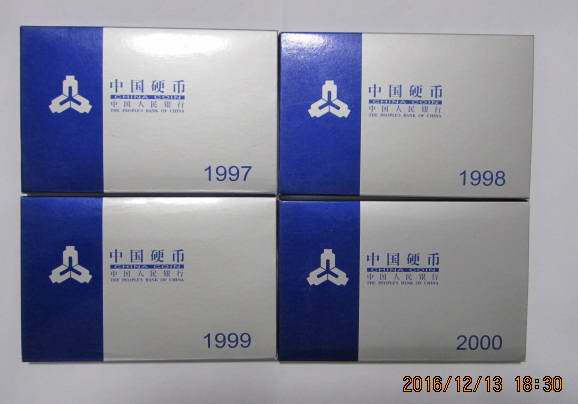 中国硬币
CHINA COIN
中国人民银行
THE PEOPLE'S BANK OF CHINA
1997
中国硬币
CHINA COIN
中国人民银行
THE PEOPLE'S BANK OF CHINA
1998
中国硬币
CHINA COIN
中国人民银行
THE PEOPLE'S BANK OF CHINA
1999
中国硬币
CHINA COIN
中国人民银行
THE PEOPLE'S BANK OF CHINA
2000
2016/12/13 18:30